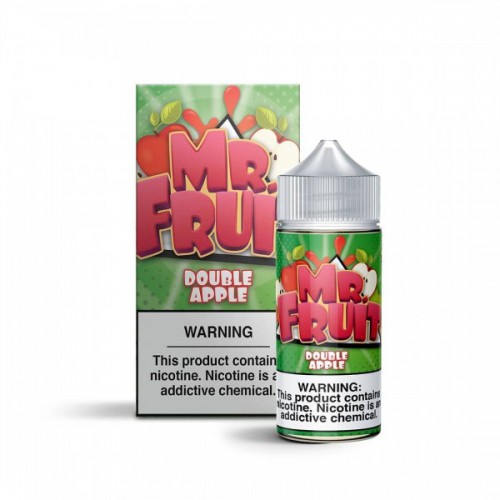 MR.
FRUIT
DOUBLE
APPLE
WARNING
This product contain
nicotine. Nicotine is a
addictive chemical.
MR.
FRUIT
DOUBLE
APPLE
WARNING:
This product contains
nicotine. Nicotine is an
addictive chemical.